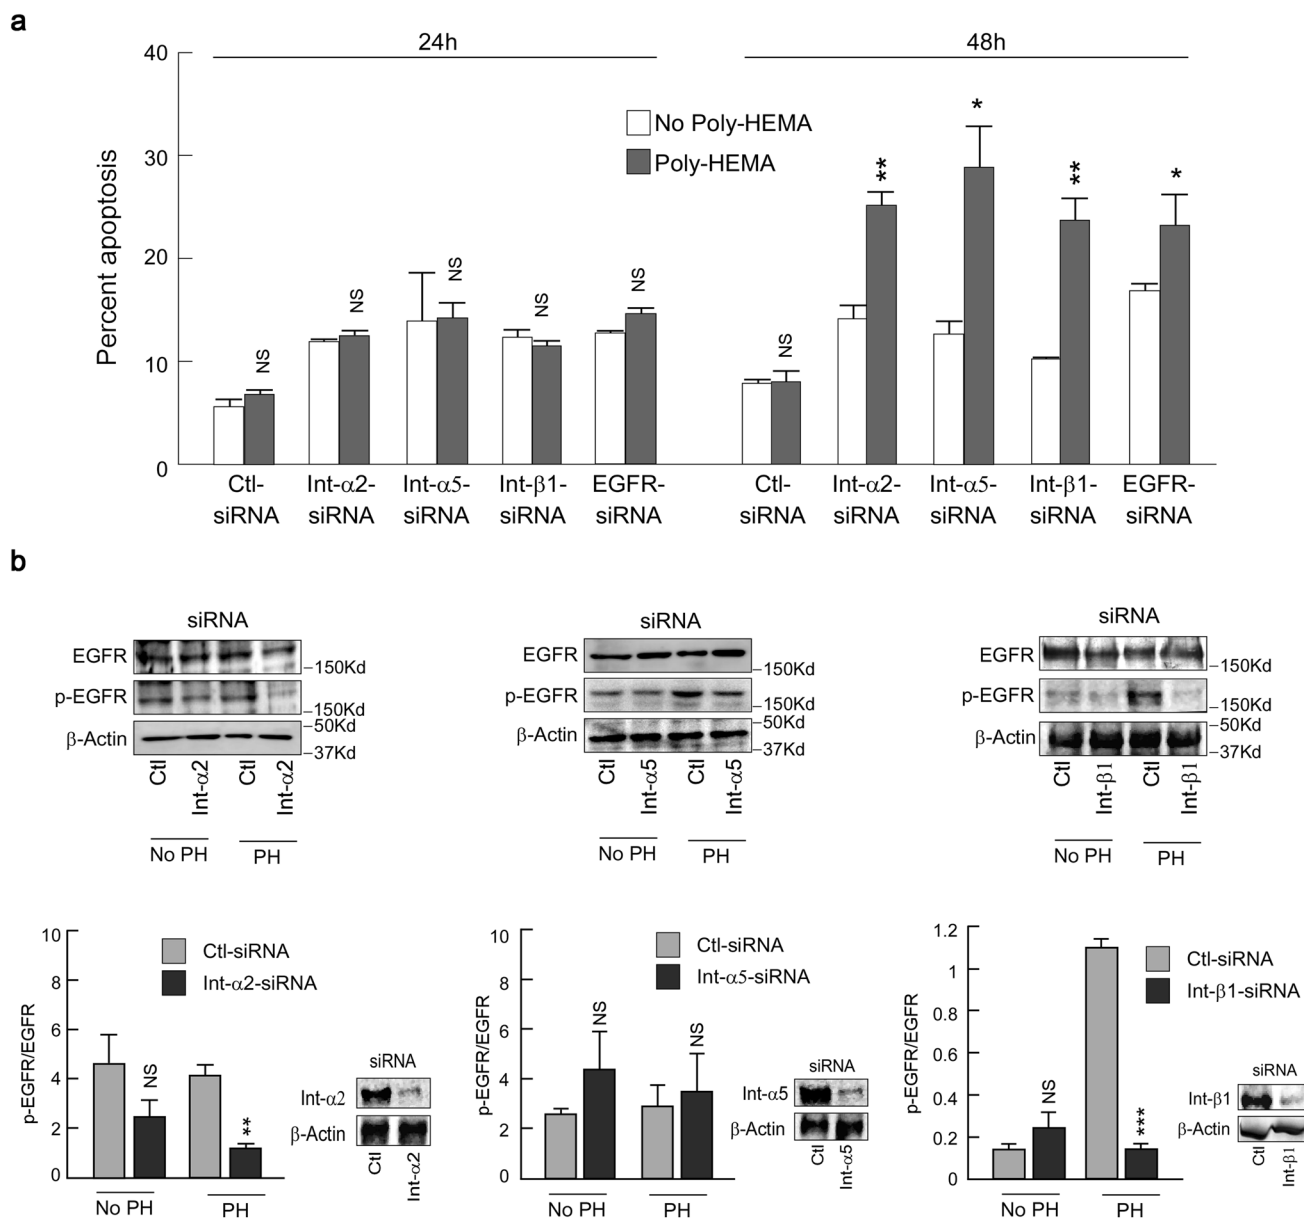 a
24h
48h
40
30
20
10
0
Percent apoptosis
No Poly-HEMA
Poly-HEMA
NS
NS
NS
NS
NS
NS
**
*
**
*
Ctl-
siRNA
Int-α2-
siRNA
Int-α5-
siRNA
Int-β1-
siRNA
EGFR-
siRNA
Ctl-
siRNA
Int-α2-
siRNA
Int-α5-
siRNA
Int-β1-
siRNA
EGFR-
siRNA
b
siRNA
EGFR
–150Kd
p-EGFR
–150Kd
–50Kd
β-Actin
–37Kd
Ctl
Int-α2
Ctl
Int-α2
No PH
PH
siRNA
EGFR
–150Kd
p-EGFR
–150Kd
–50Kd
β-Actin
–37Kd
Ctl
Int-α5
Ctl
Int-α5
No PH
PH
siRNA
EGFR
–150Kd
p-EGFR
–150Kd
–50Kd
β-Actin
–37Kd
Ctl
Int-β1
Ctl
Int-β1
No PH
PH
10
8
6
4
2
0
p-EGFR/EGFR
Ctl-siRNA
Int-α2-siRNA
NS
**
No PH
PH
siRNA
Int-α2
β-Actin
Ctl
Int-α2
10
8
6
4
2
0
p-EGFR/EGFR
Ctl-siRNA
Int-α5-siRNA
NS
NS
No PH
PH
siRNA
Int-α5
β-Actin
Ctl
Int-α5
1.2
1
0.8
0.6
0.4
0.2
0
p-EGFR/EGFR
Ctl-siRNA
Int-β1-siRNA
NS
***
No PH
PH
siRNA
Int-β1
β-Actin
Ctl
Int-β1